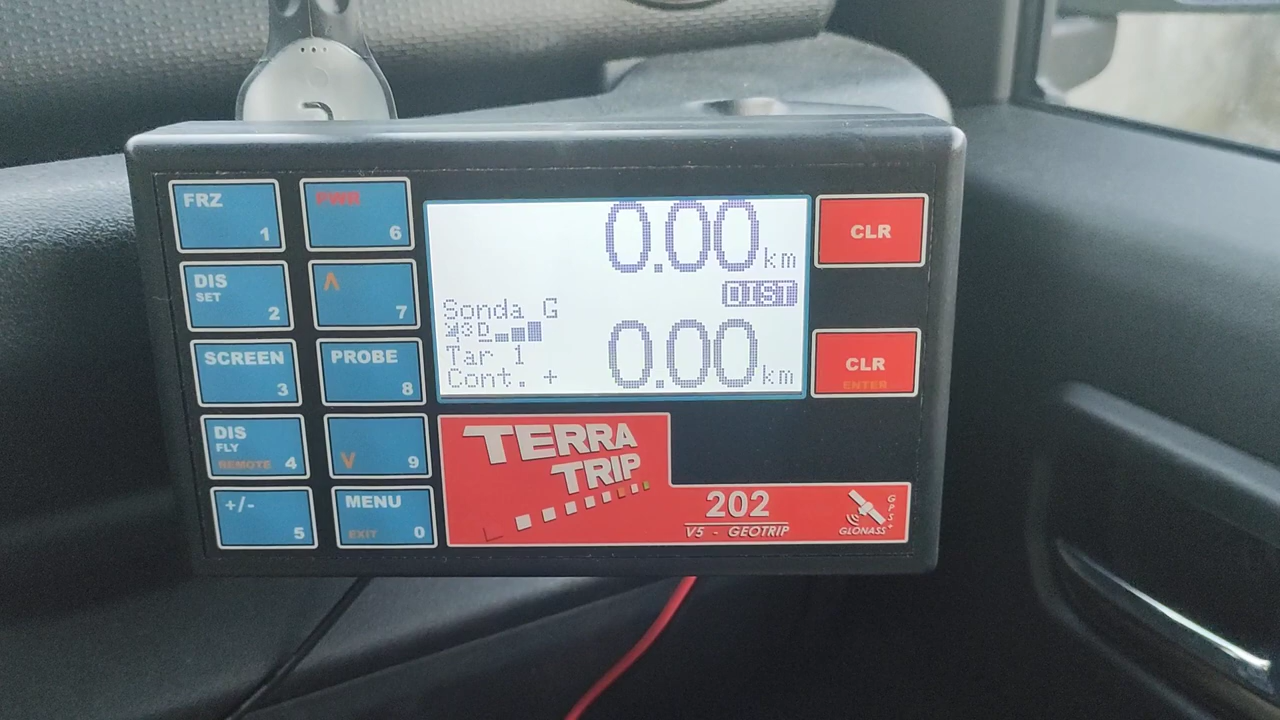 FRZ
1
PWR
6
DIS
SET
2
Λ
7
SCREEN
3
PROBE
8
DIS
FLY
REMOTE 4
V
9
+/-
5
MENU
EXIT 0
0.00 km
DIST
Sonda G
3D
Tar 1
Cont. +
0.00 km
CLR
CLR
ENTER
TERRA
TRIP
202
V5 - GEOTRIP
GPS+
GLONASS